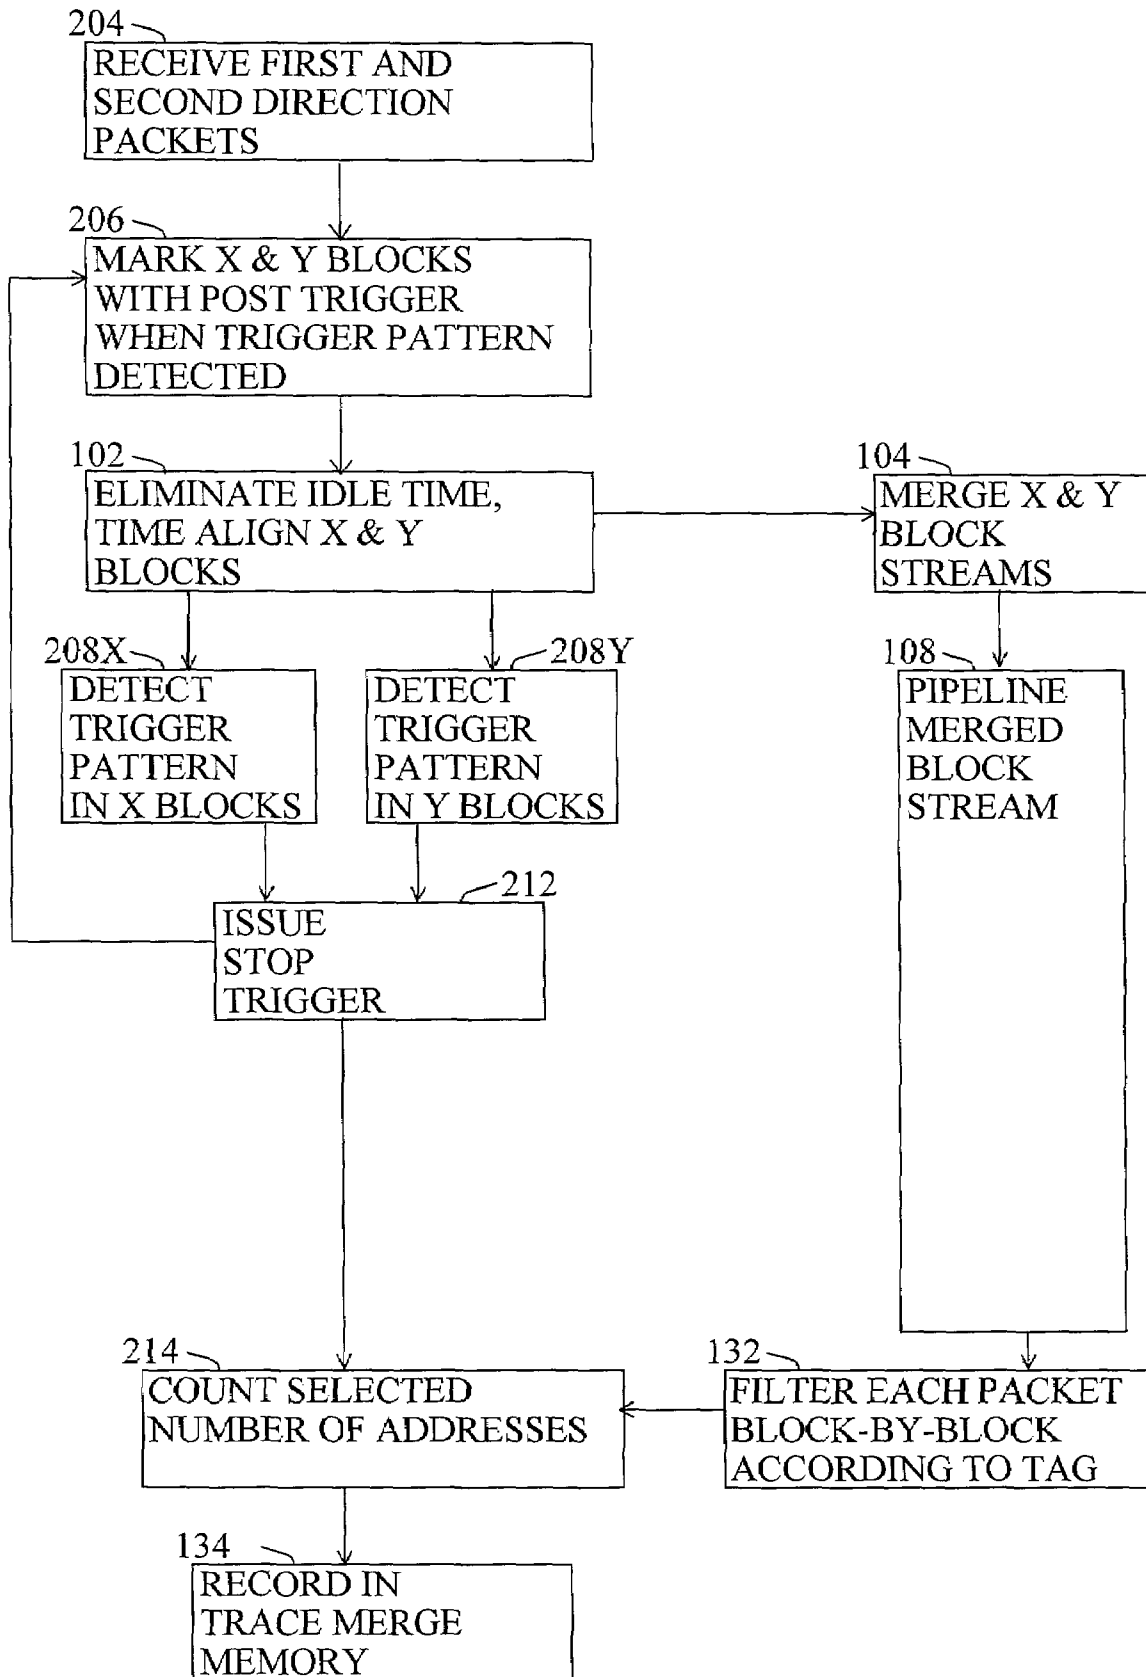 204
RECEIVE FIRST AND
SECOND DIRECTION
PACKETS
206
MARK X & Y BLOCKS
WITH POST TRIGGER
WHEN TRIGGER PATTERN
DETECTED
102
ELIMINATE IDLE TIME,
TIME ALIGN X & Y
BLOCKS
104
MERGE X & Y
BLOCK
STREAMS
208X
DETECT
TRIGGER
PATTERN
IN X BLOCKS
208Y
DETECT
TRIGGER
PATTERN
IN Y BLOCKS
108
PIPELINE
MERGED
BLOCK
STREAM
212
ISSUE
STOP
TRIGGER
214
COUNT SELECTED
NUMBER OF ADDRESSES
132
FILTER EACH PACKET
BLOCK-BY-BLOCK
ACCORDING TO TAG
134
RECORD IN
TRACE MERGE
MEMORY